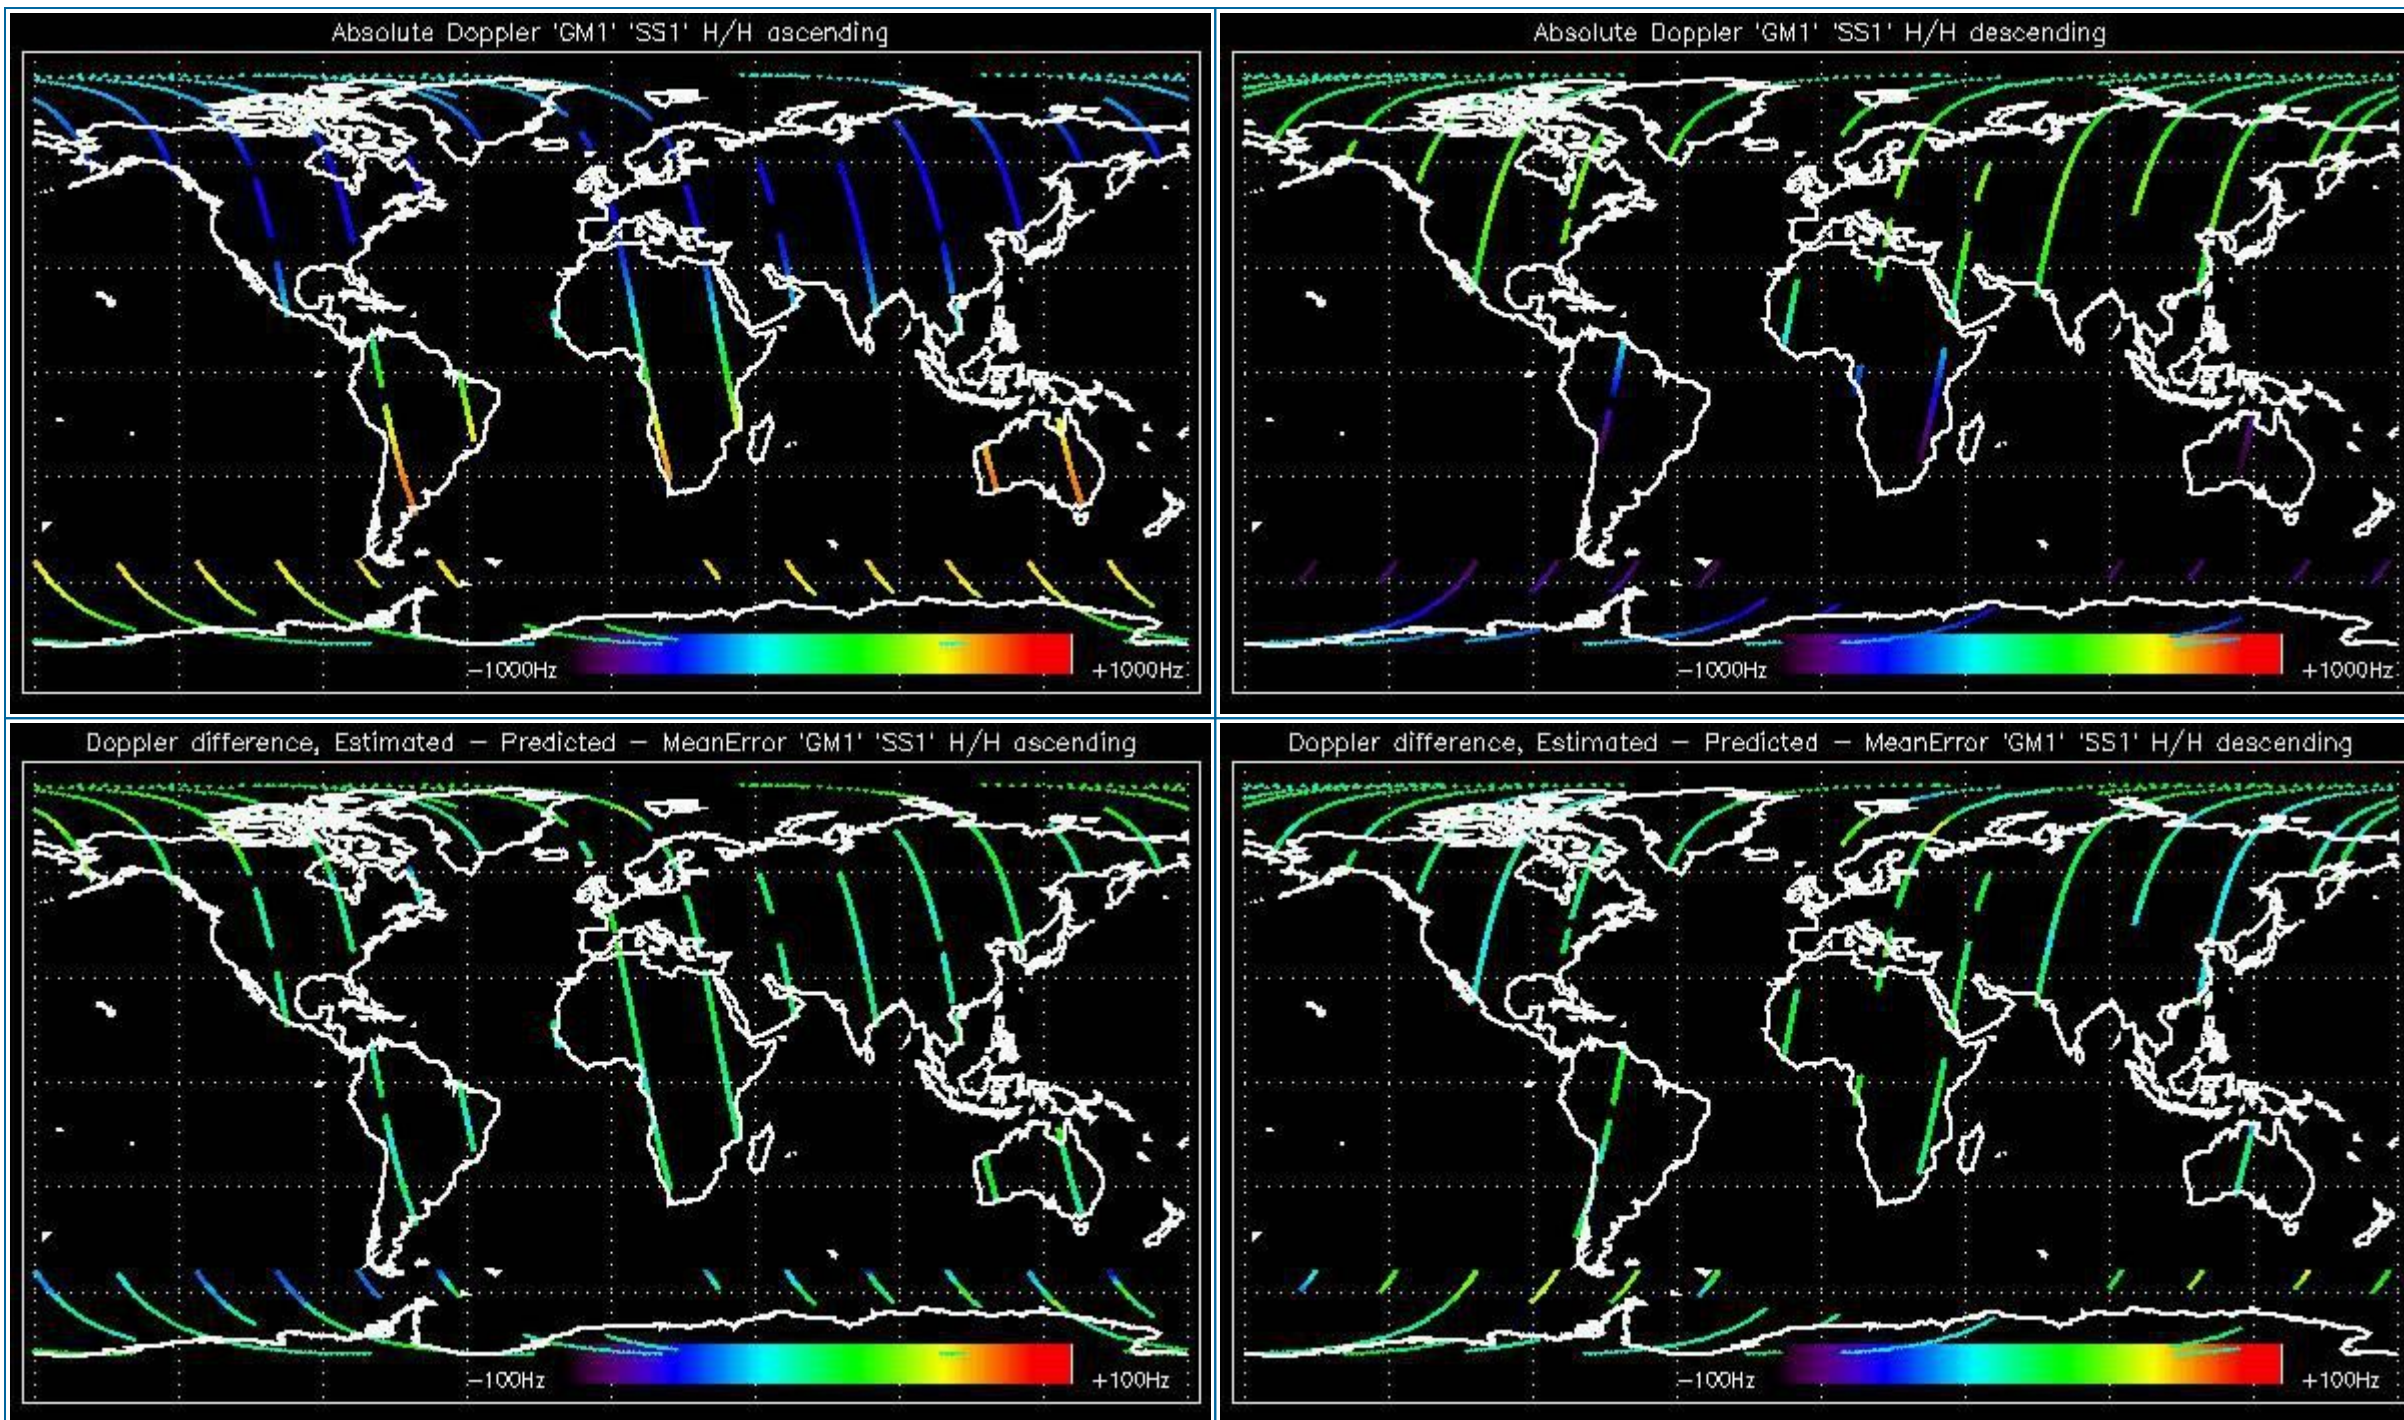 Absolute Doppler 'GM1' 'SS1' H/H ascending
−1000Hz
+1000Hz
Absolute Doppler 'GM1' 'SS1' H/H descending
−1000Hz
+1000Hz
Doppler difference, Estimated − Predicted − MeanError 'GM1' 'SS1' H/H ascending
−100Hz
+100Hz
Doppler difference, Estimated − Predicted − MeanError 'GM1' 'SS1' H/H descending
−100Hz
+100Hz